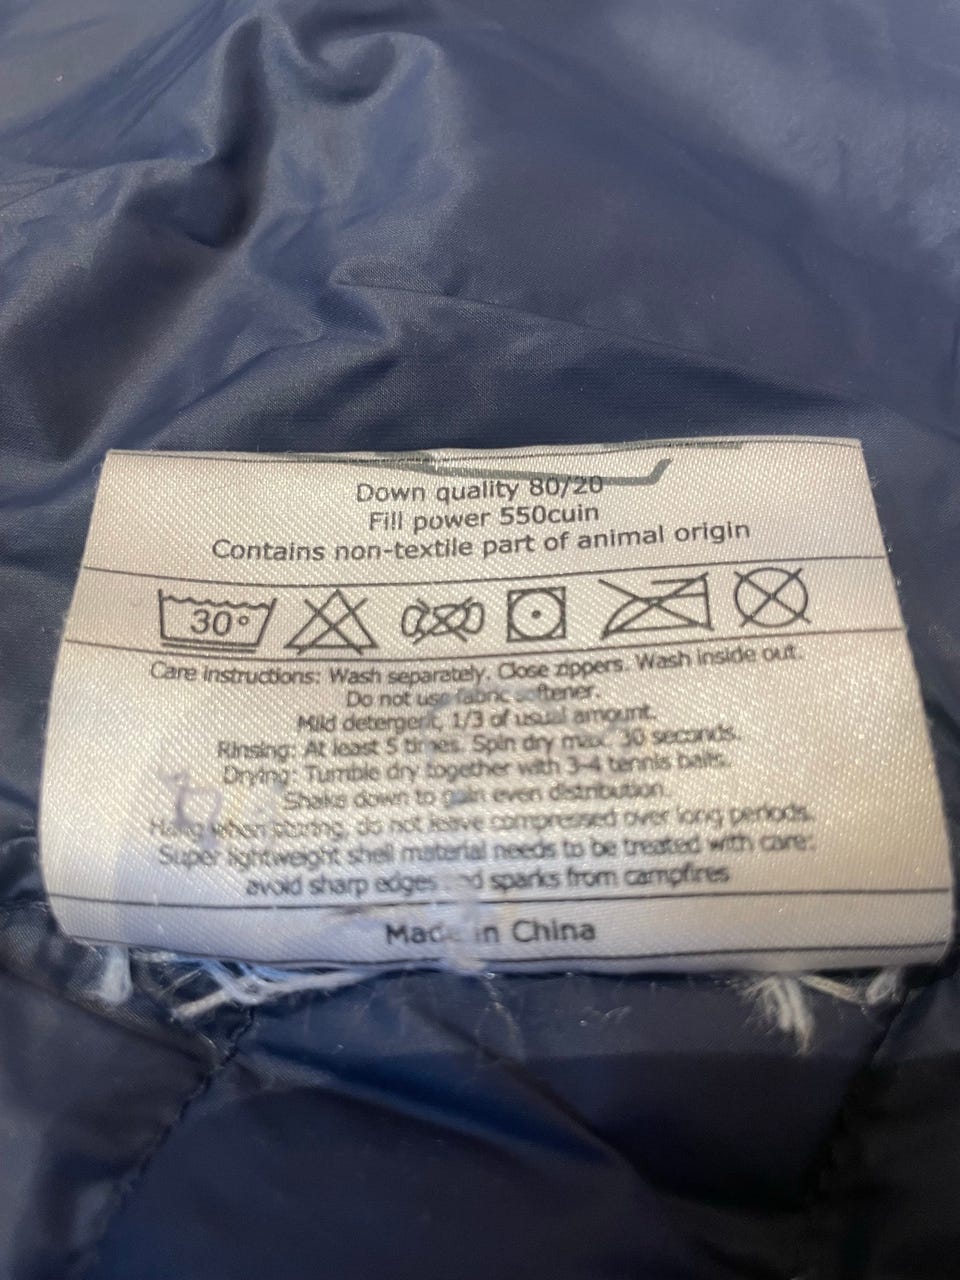 Down quality 80/20
Fill power 550cuin
Contains non-textile part of animal origin
30°
Care instructions: Wash separately. Close zippers. Wash inside out.
Do not use fabric softener.
Mild detergent, 1/3 of usual amount.
Rinsing: At least 5 times. Spin dry max. 30 seconds.
Drying: Tumble dry together with 3-4 tennis balls.
Shake down to gain even distribution.
Hang when storing, do not leave compressed over long periods.
Super lightweight shell material needs to be treated with care:
avoid sharp edges and sparks from campfires
Made in China